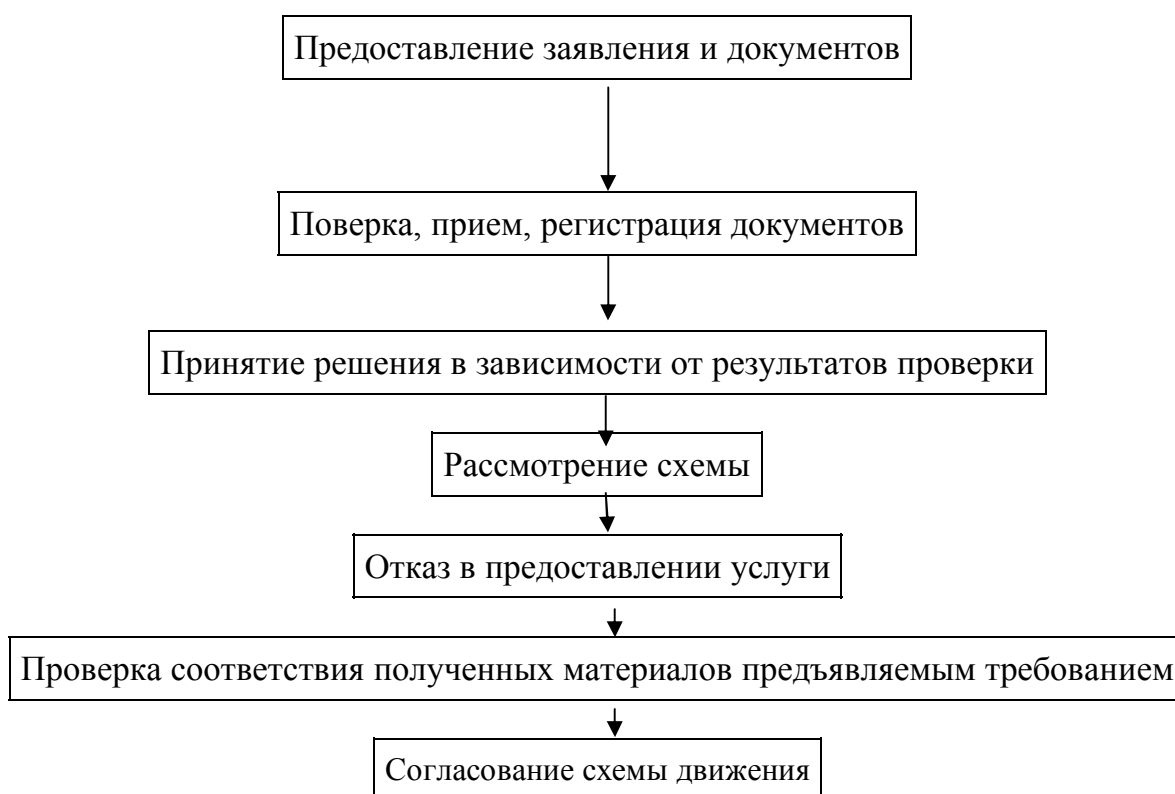 Предоставление заявления и документов
Поверка, прием, регистрация документов
Принятие решения в зависимости от результатов проверки
Рассмотрение схемы
Отказ в предоставлении услуги
Проверка соответствия полученных материалов предъявляемым требованием
Согласование схемы движения